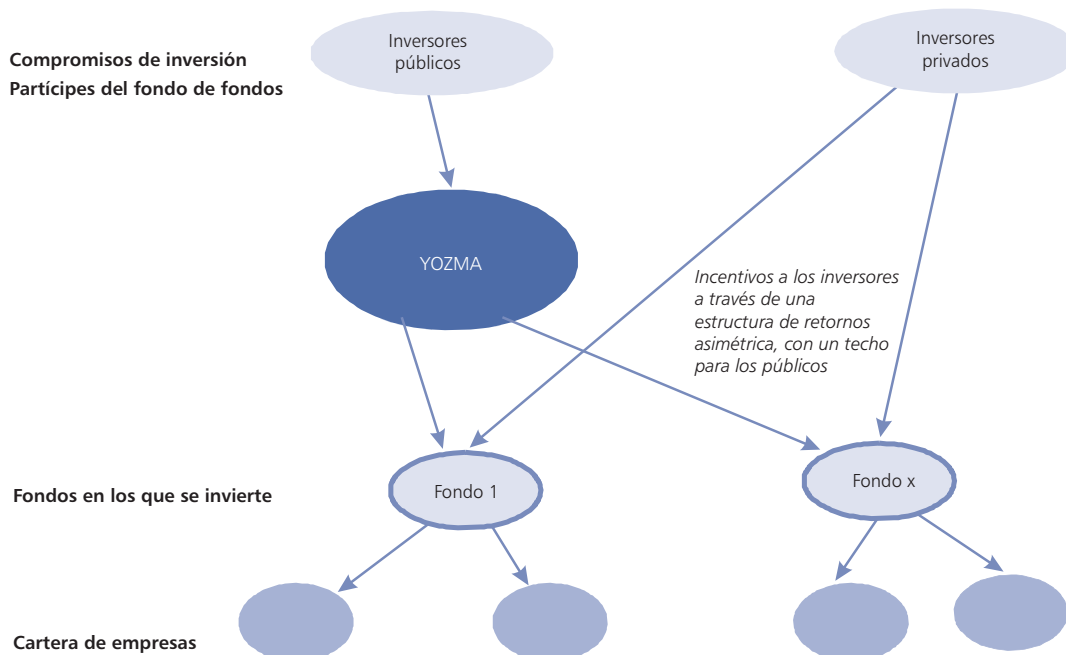 Compromisos de inversión
Partícipes del fondo de fondos
Inversores
públicos
Inversores
privados
YOZMA
Incentivos a los inversores
a través de una
estructura de retornos
asimétrica, con un techo
para los públicos
Fondos en los que se invierte
Fondo 1
Fondo x
Cartera de empresas